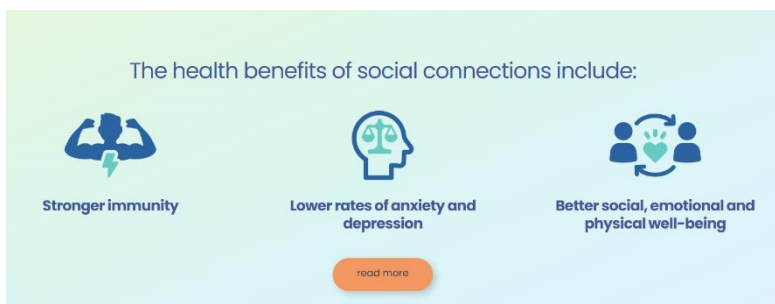 The health benefits of social connections include:
Stronger immunity
Lower rates of anxiety and
depression
Better social, emotional and
physical well-being
read more